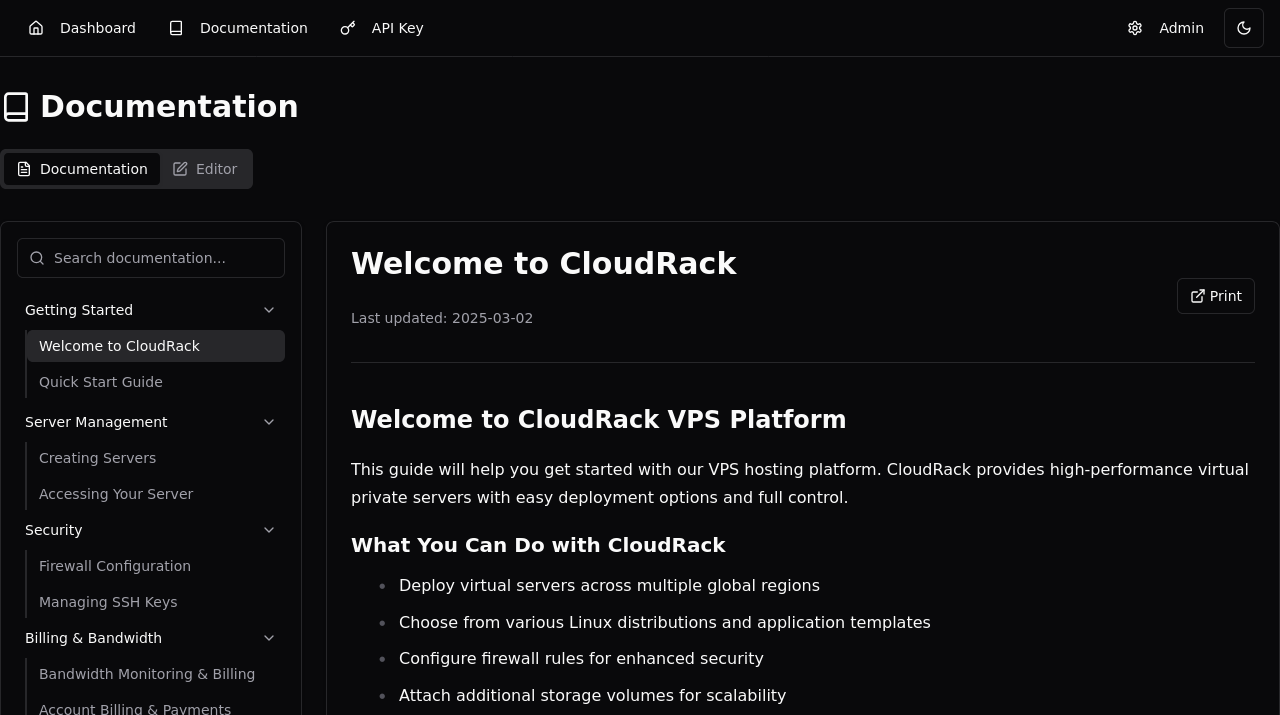 Dashboard
Documentation
API Key
Admin
Documentation
Documentation
Editor
Search documentation...
Getting Started
Welcome to CloudRack
Quick Start Guide
Server Management
Creating Servers
Accessing Your Server
Security
Firewall Configuration
Managing SSH Keys
Billing & Bandwidth
Bandwidth Monitoring & Billing
Account Billing & Payments
Welcome to CloudRack
Last updated: 2025-03-02
Print
Welcome to CloudRack VPS Platform
This guide will help you get started with our VPS hosting platform. CloudRack provides high-performance virtual
private servers with easy deployment options and full control.
What You Can Do with CloudRack
Deploy virtual servers across multiple global regions
Choose from various Linux distributions and application templates
Configure firewall rules for enhanced security
Attach additional storage volumes for scalability